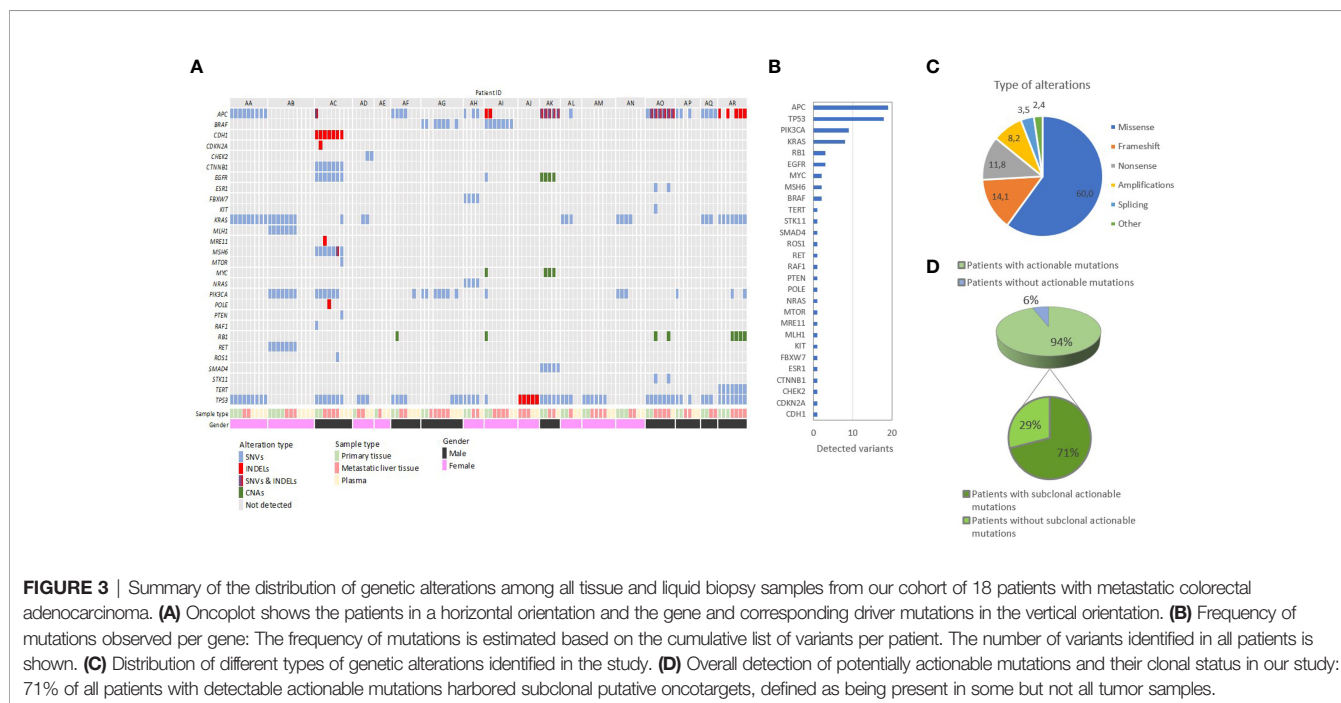 A
Patient ID
AA AB AC AD AE AF AG AH AI AJ AK AL AM AN AO AP AQ AR
APC
BRAF
CDH1
CDKN2A
CHEK2
CTNNB1
EGFR
ESR1
FBXW7
KIT
KRAS
MLH1
MRE11
MSH6
MTOR
MYC
NRAS
PIK3CA
POLE
PTEN
RAF1
RB1
RET
ROS1
SMAD4
STK11
TERT
TP53
Sample type
Gender
Alteration type
SNVs
INDELs
SNVs & INDELs
CNAs
Not detected
Sample type
Primary tissue
Metastatic liver tissue
Plasma
Gender
Male
Female
B
APC
TP53
PIK3CA
KRAS
RB1
EGFR
MYC
MSH6
BRAF
TERT
STK11
SMAD4
ROS1
RET
RAF1
PTEN
POLE
NRAS
MTOR
MRE11
MLH1
KIT
FBXW7
ESR1
CTNNB1
CHEK2
CDKN2A
CDH1
0 10 20
Detected variants
C
Type of alterations
3,5 2,4
8,2
11,8
14,1
60,0
Missense
Frameshift
Nonsense
Amplifications
Splicing
Other
D
Patients with actionable mutations
Patients without actionable mutations
6%
94%
29%
71%
Patients with subclonal actionable
mutations
Patients without subclonal actionable
mutations
FIGURE 3 | Summary of the distribution of genetic alterations among all tissue and liquid biopsy samples from our cohort of 18 patients with metastatic colorectal
adenocarcinoma. (A) Oncoplot shows the patients in a horizontal orientation and the gene and corresponding driver mutations in the vertical orientation. (B) Frequency of
mutations observed per gene: The frequency of mutations is estimated based on the cumulative list of variants per patient. The number of variants identified in all patients is
shown. (C) Distribution of different types of genetic alterations identified in the study. (D) Overall detection of potentially actionable mutations and their clonal status in our study:
71% of all patients with detectable actionable mutations harbored subclonal putative oncotargets, defined as being present in some but not all tumor samples.